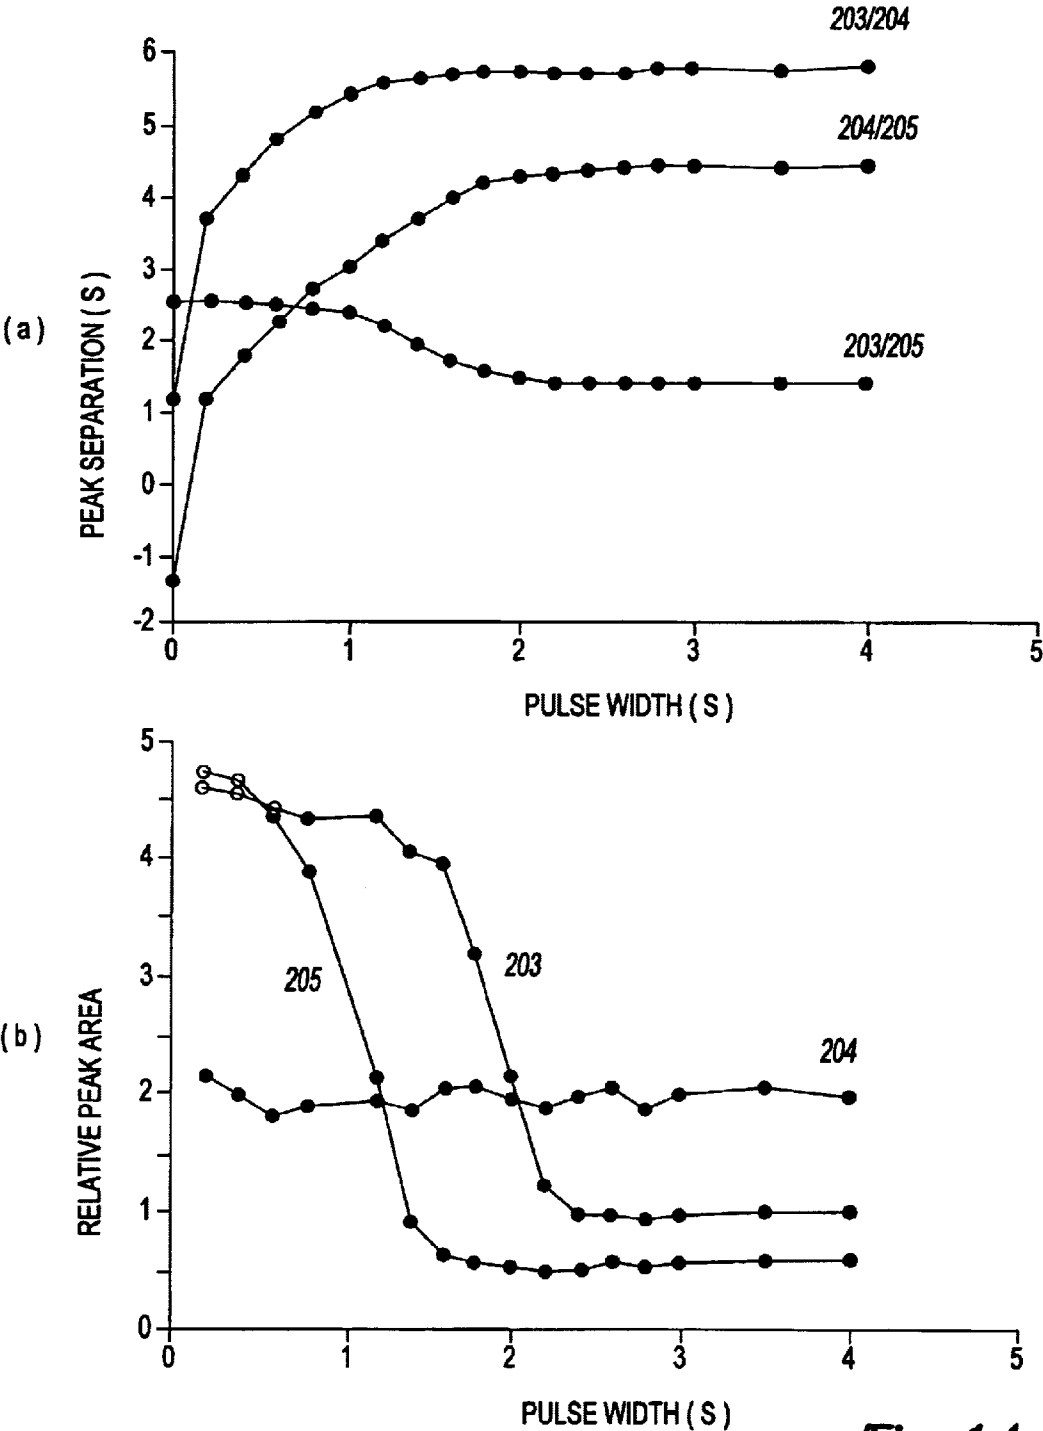 203/204
6
5
204/205
4
3
2
203/205
1
0
-1
-2
( a )
PEAK SEPARATION ( S )
0 1 2 3 4 5
PULSE WIDTH ( S )
5
4
3
205
203
204
2
1
0
( b )
RELATIVE PEAK AREA
0 1 2 3 4 5
PULSE WIDTH ( S )